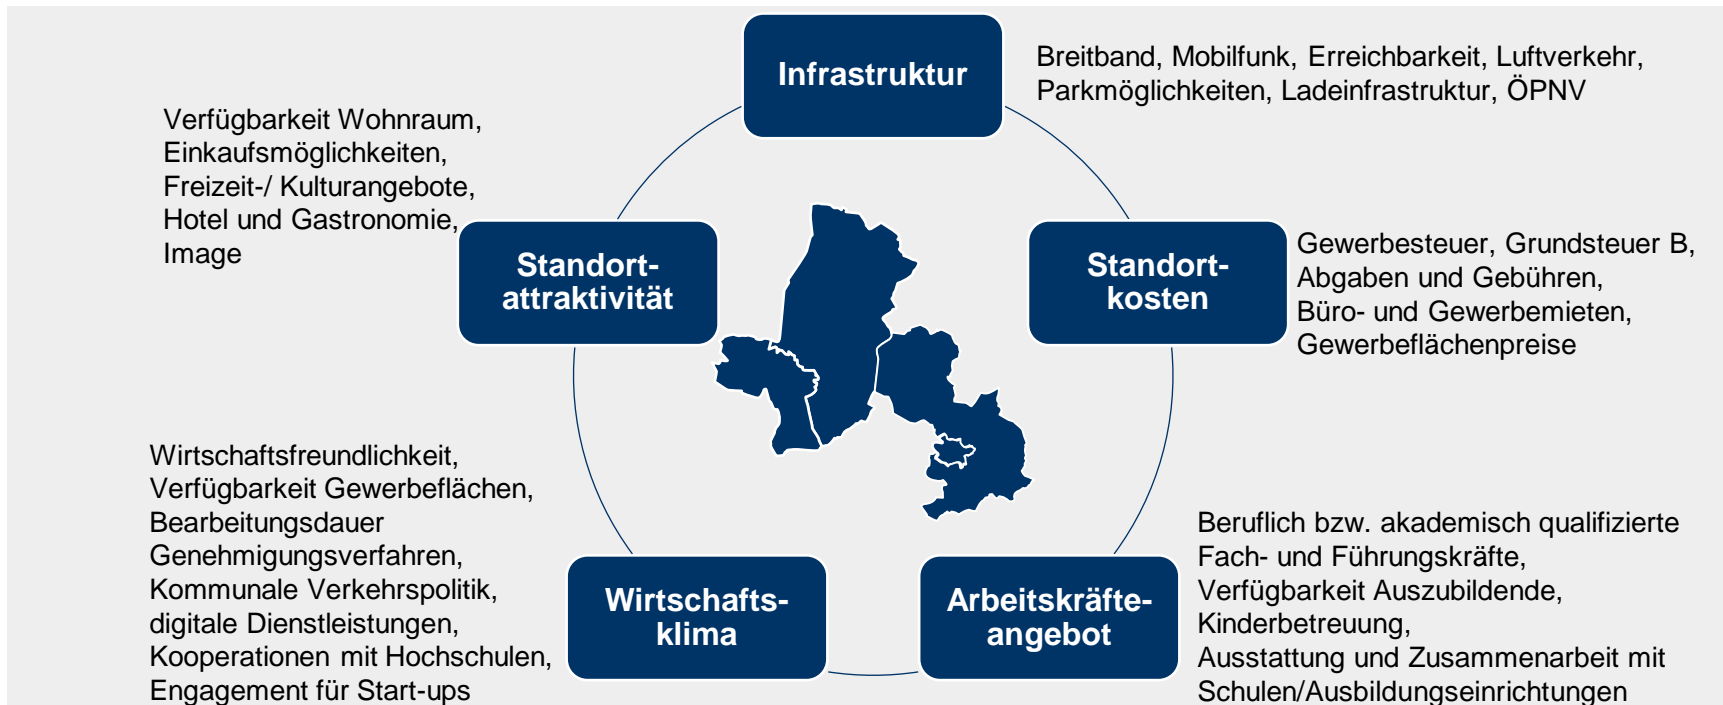 Infrastruktur
Breitband, Mobilfunk, Erreichbarkeit, Luftverkehr,
Parkmöglichkeiten, Ladeinfrastruktur, ÖPNV
Standort-
kosten
Gewerbesteuer, Grundsteuer B,
Abgaben und Gebühren,
Büro- und Gewerbemieten,
Gewerbeflächenpreise
Arbeitskräfte-
angebot
Beruflich bzw. akademisch qualifizierte
Fach- und Führungskräfte,
Verfügbarkeit Auszubildende,
Kinderbetreuung,
Ausstattung und Zusammenarbeit mit
Schulen/Ausbildungseinrichtungen
Wirtschafts-
klima
Wirtschaftsfreundlichkeit,
Verfügbarkeit Gewerbeflächen,
Bearbeitungsdauer
Genehmigungsverfahren,
Kommunale Verkehrspolitik,
digitale Dienstleistungen,
Kooperationen mit Hochschulen,
Engagement für Start-ups
Standort-
attraktivität
Verfügbarkeit Wohnraum,
Einkaufsmöglichkeiten,
Freizeit-/ Kulturangebote,
Hotel und Gastronomie,
Image